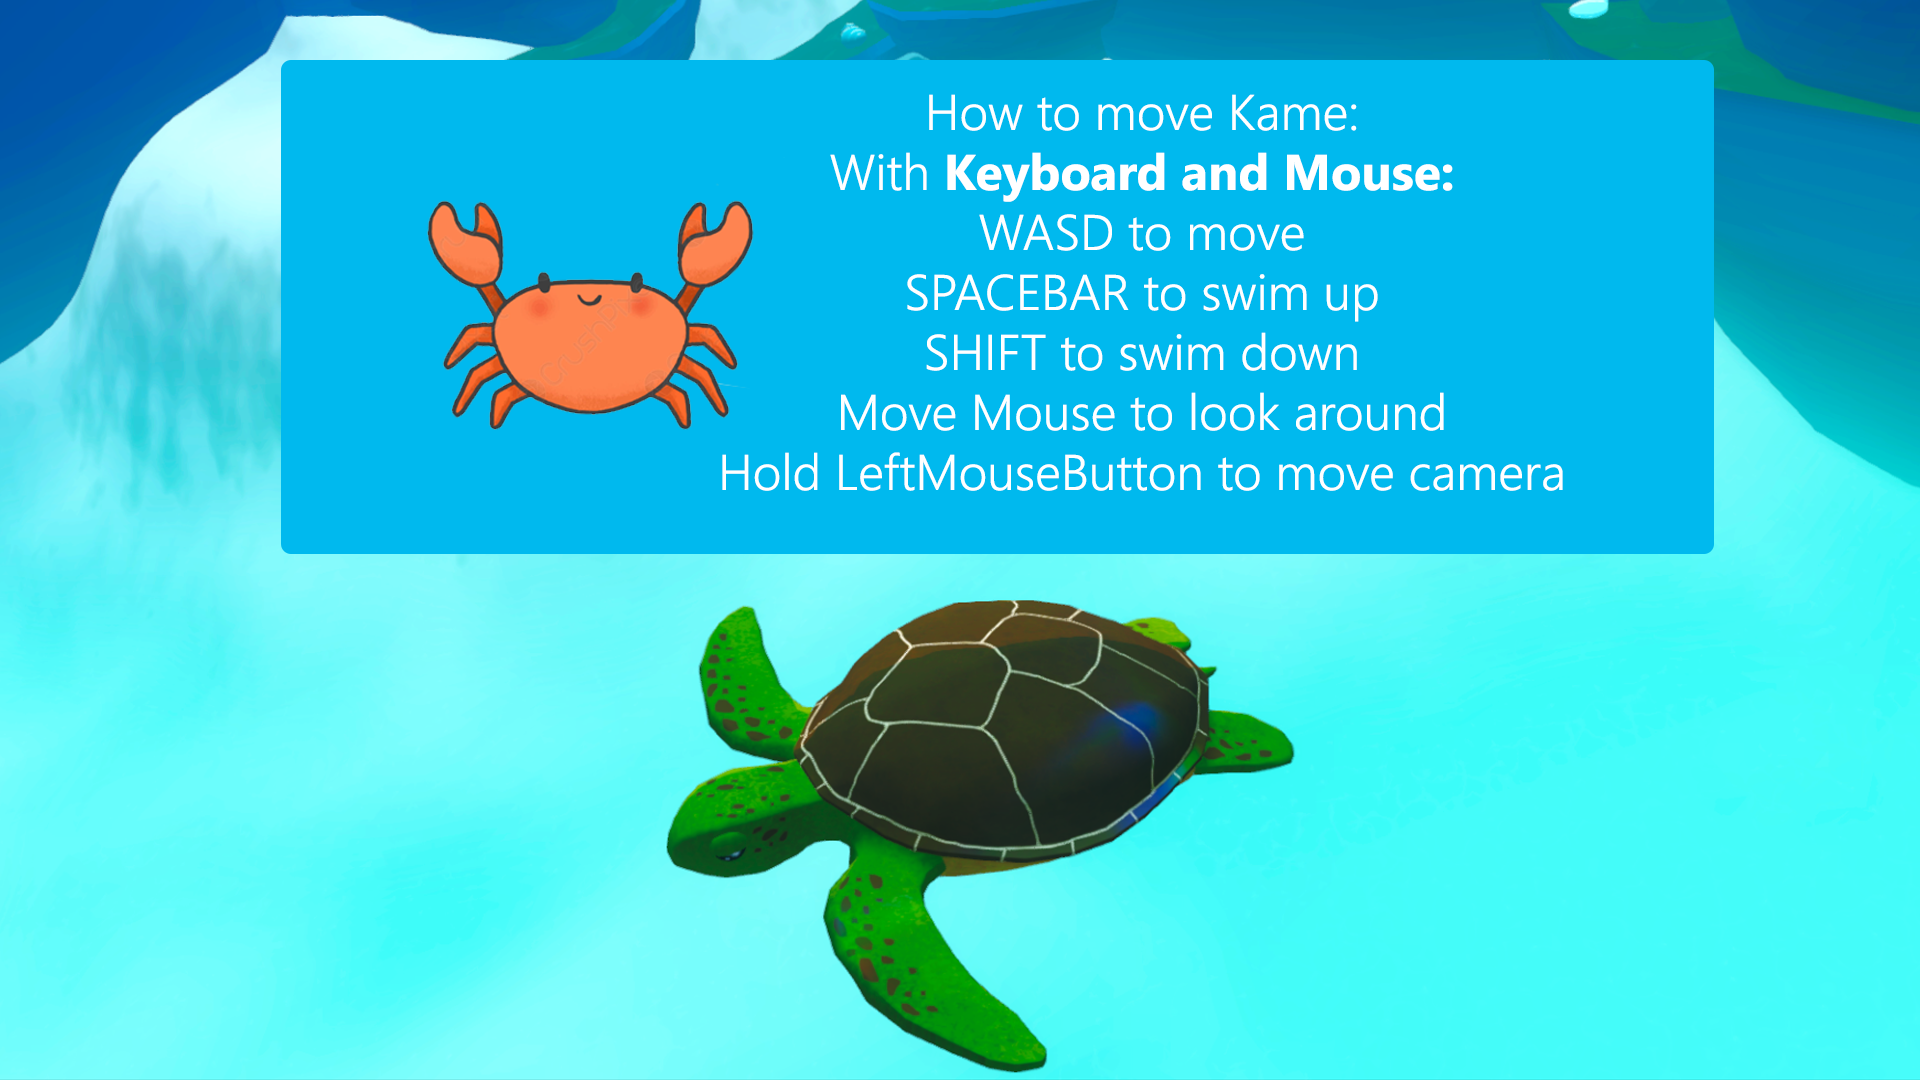 How to move Kame:
With Keyboard and Mouse:
WASD to move
SPACEBAR to swim up
SHIFT to swim down
Move Mouse to look around
Hold LeftMouseButton to move camera